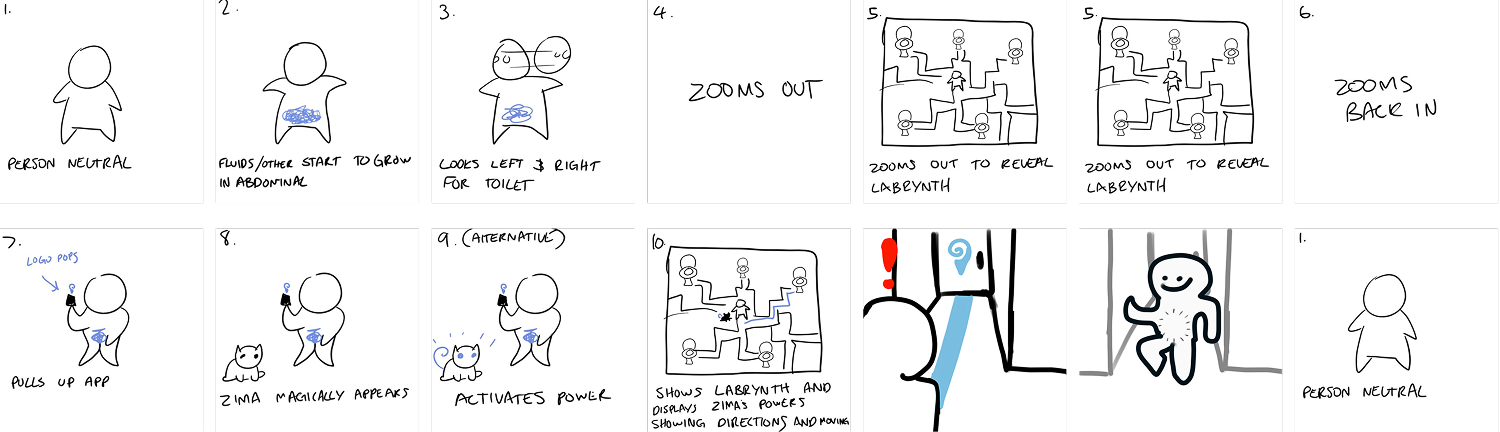 1.
PERSON NEUTRAL
2.
FLUIDS/OTHER START TO GROW
IN ABDOMINAL
3.
LOOKS LEFT & RIGHT
FOR TOILET
4.
ZOOMS OUT
5.
ZOOMS OUT TO REVEAL
LABRYNTH
5.
ZOOMS OUT TO REVEAL
LABRYNTH
6.
ZOOMS
BACK IN
7.
LOGO POPS
PULLS UP APP
8.
ZIMA MAGICALLY APPEARS
9. (ALTERNATIVE)
ACTIVATES POWER
10.
SHOWS LABRYNTH AND
DISPLAYS ZIMA'S POWERS
SHOWING DIRECTIONS AND MOVING
1.
PERSON NEUTRAL